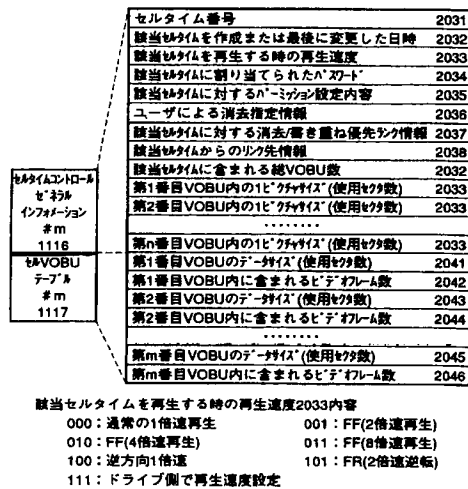 セルタイム番号 2031
該当セルタイムを作成または最後に変更した日時 2032
該当セルタイムを再生する時の再生速度 2033
該当セルタイムに割り当てられたパスワード 2034
該当セルタイムに対するパーミッション設定内容 2035
ユーザによる消去指定情報 2036
該当セルタイムに対する消去/書き重ね優先ランク情報 2037
該当セルタイムからのリンク先情報 2038
該当セルタイムに含まれる総VOBU数 2032
第1番目VOBU内の1ピクチャサイズ(使用セクタ数) 2033
第2番目VOBU内の1ピクチャサイズ(使用セクタ数) 2033
........
第n番目VOBU内の1ピクチャサイズ(使用セクタ数) 2033
第1番目VOBUのデータサイズ(使用セクタ数) 2041
第1番目VOBU内に含まれるビデオフレーム数 2042
第2番目VOBUのデータサイズ(使用セクタ数) 2043
第2番目VOBU内に含まれるビデオフレーム数 2044
........
第m番目VOBUのデータサイズ(使用セクタ数) 2045
第m番目VOBU内に含まれるビデオフレーム数 2046
セルタイムコントロール
ゼネラル
インフォメーション
#m
1116
セルVOBU
テーブル
#m
1117
該当セルタイムを再生する時の再生速度2033内容
000：通常の1倍速再生 001：FF(2倍速再生)
010：FF(4倍速再生) 011：FF(8倍速再生)
100：逆方向1倍速 101：FR(2倍速逆転)
111：ドライブ側で再生速度設定